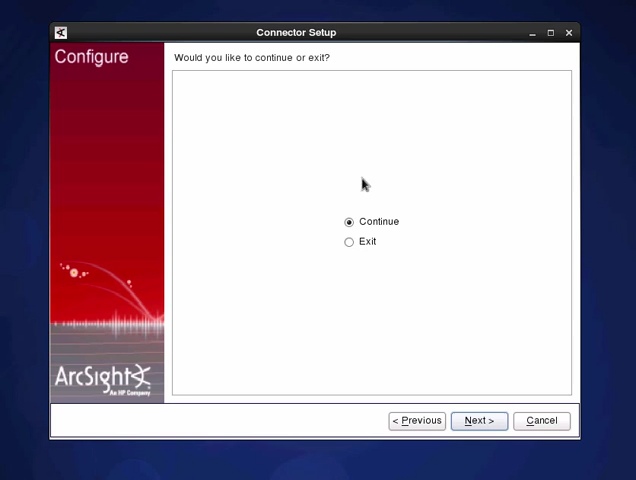 Connector Setup
Configure
Would you like to continue or exit?
Continue
Exit
ArcSight
An HP Company
< Previous
Next >
Cancel